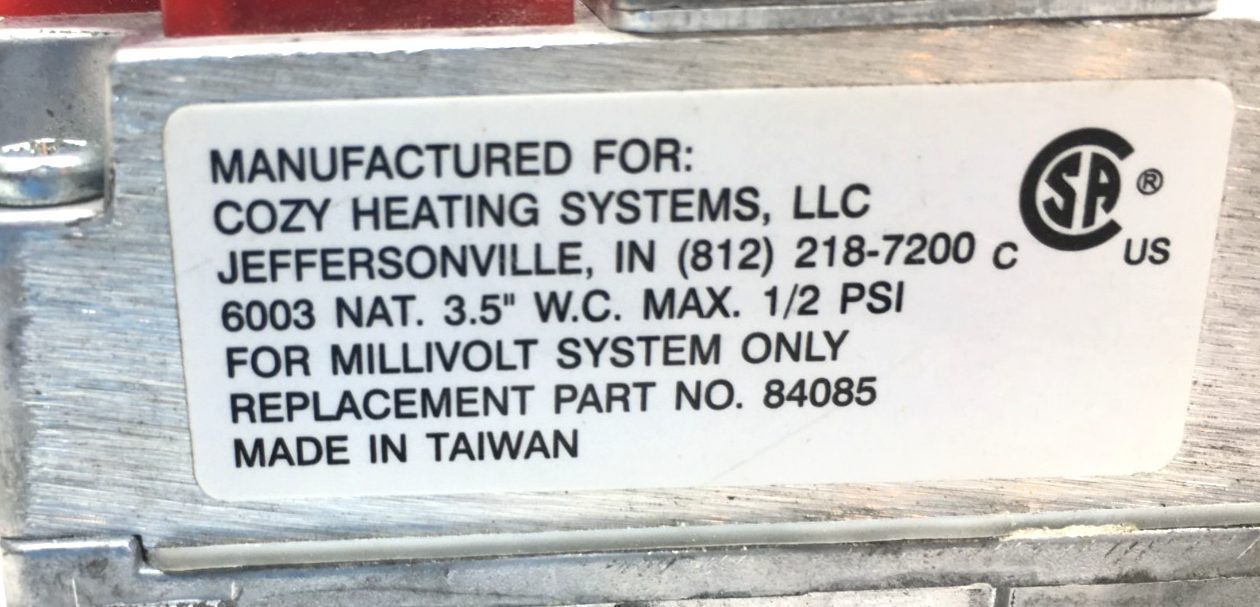 MANUFACTURED FOR:
COZY HEATING SYSTEMS, LLC
JEFFERSONVILLE, IN (812) 218-7200
6003 NAT. 3.5" W.C. MAX. 1/2 PSI
FOR MILLIVOLT SYSTEM ONLY
REPLACEMENT PART NO. 84085
MADE IN TAIWAN
C SA ® US